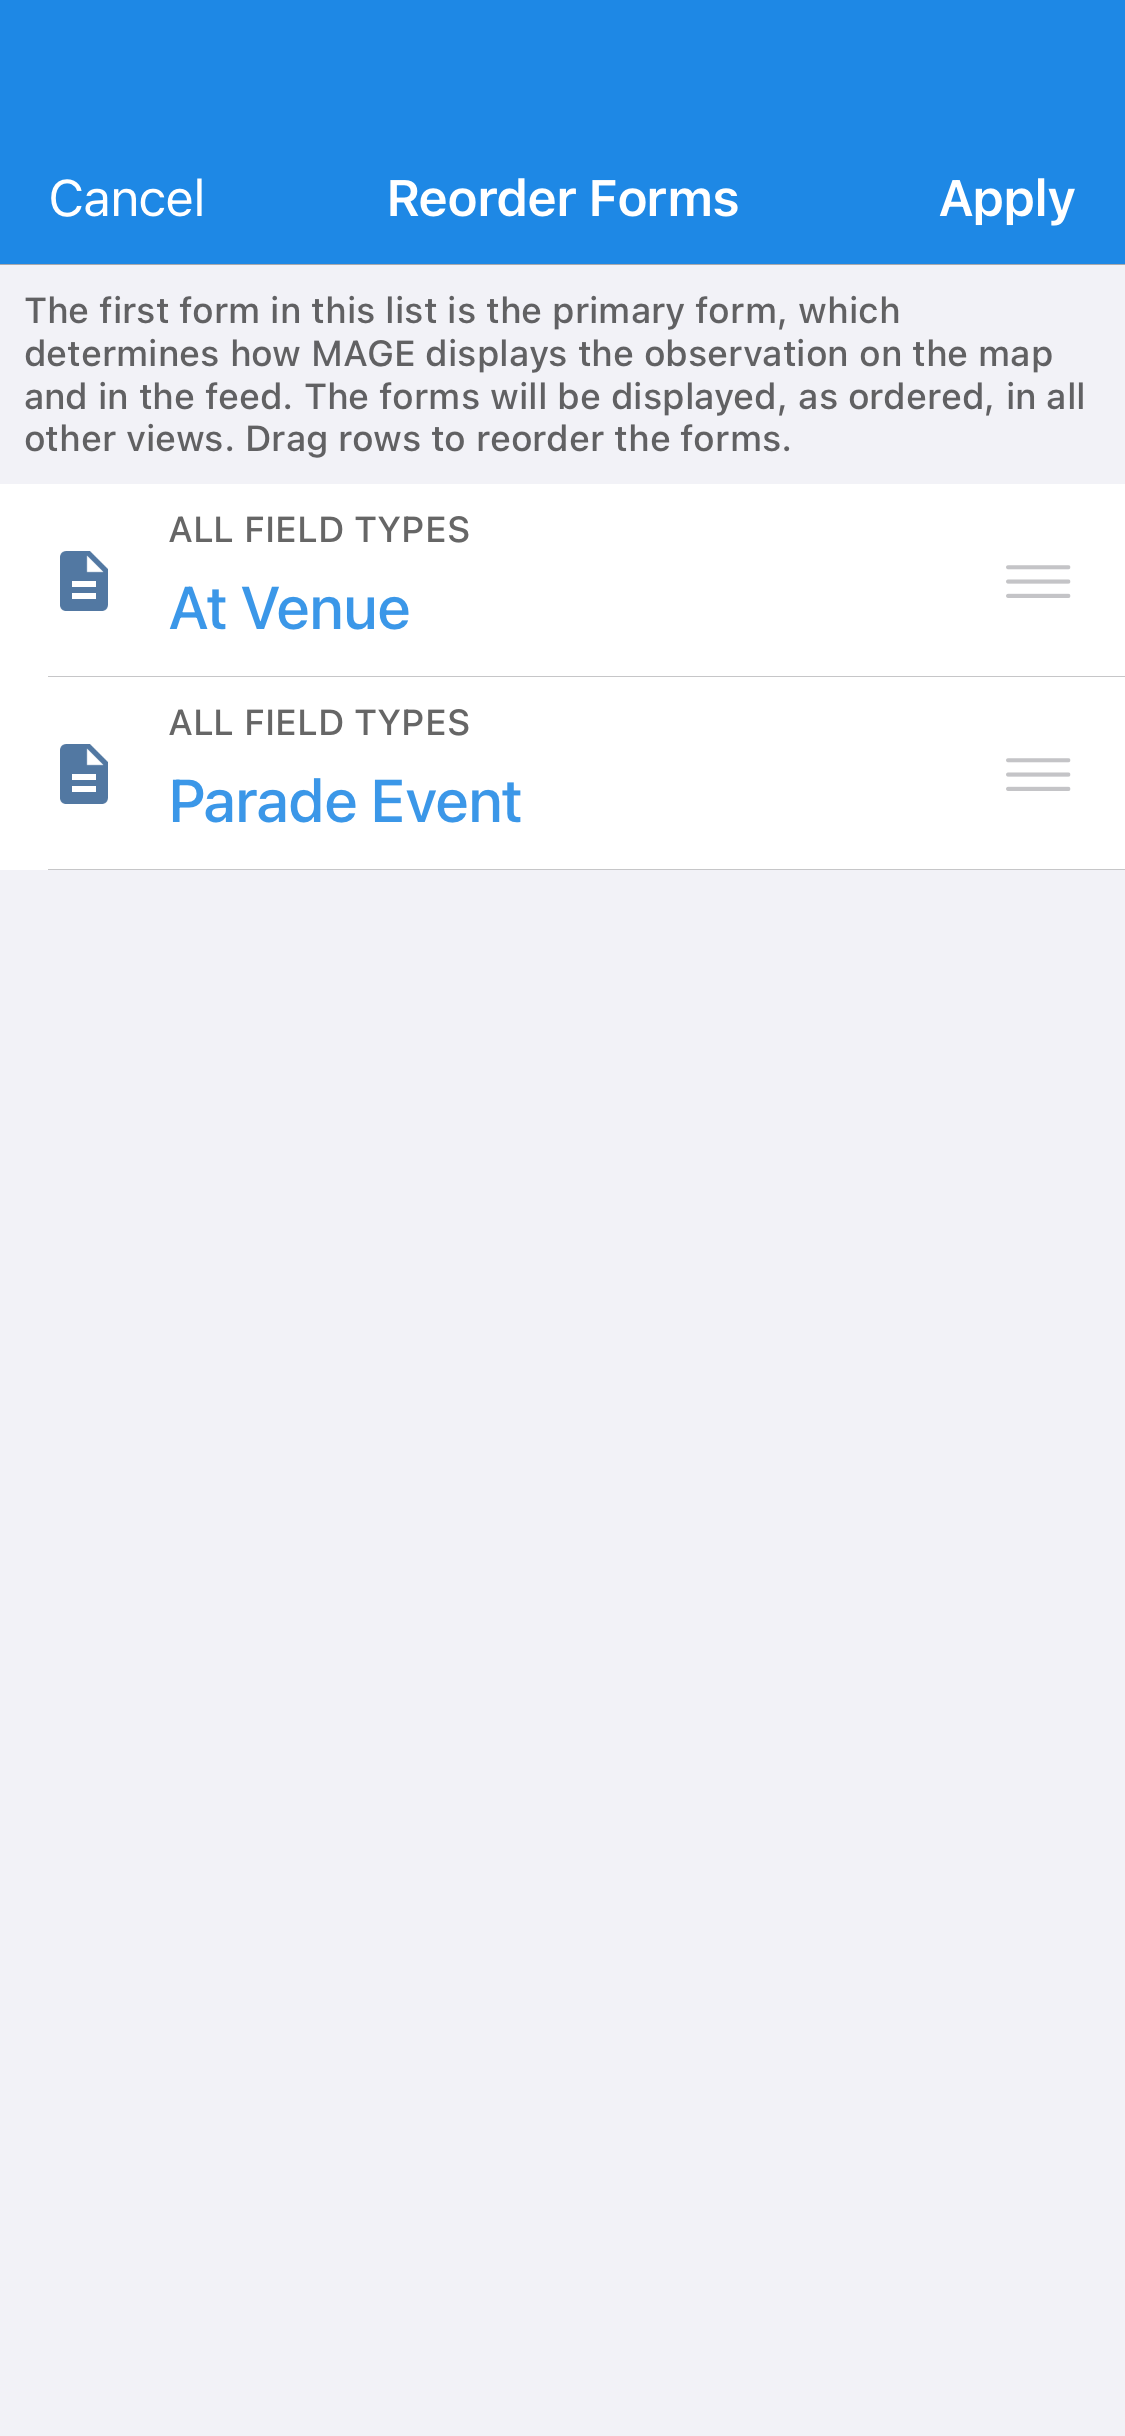 Cancel Reorder Forms Apply
The first form in this list is the primary form, which
determines how MAGE displays the observation on the map
and in the feed. The forms will be displayed, as ordered, in all
other views. Drag rows to reorder the forms.
ALL FIELD TYPES
At Venue
ALL FIELD TYPES
Parade Event